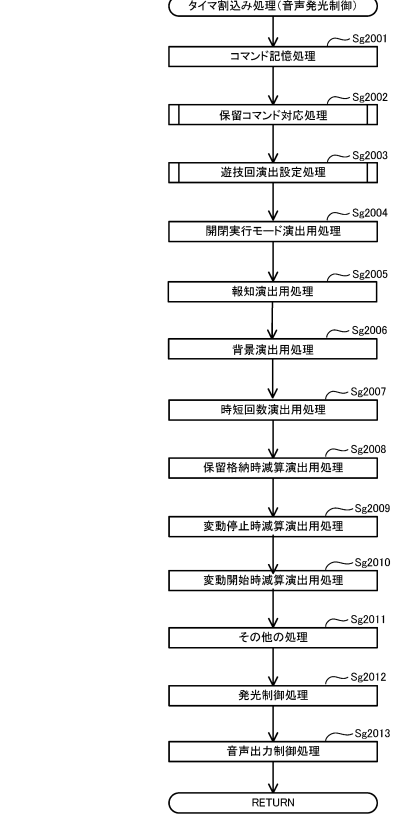 タイマ割込み処理(音声発光制御)
Sg2001
コマンド記憶処理
Sg2002
保留コマンド対応処理
Sg2003
遊技回演出設定処理
Sg2004
開閉実行モード演出用処理
Sg2005
報知演出用処理
Sg2006
背景演出用処理
Sg2007
時短回数演出用処理
Sg2008
保留格納時減算演出用処理
Sg2009
変動停止時減算演出用処理
Sg2010
変動開始時減算演出用処理
Sg2011
その他の処理
Sg2012
発光制御処理
Sg2013
音声出力制御処理
RETURN